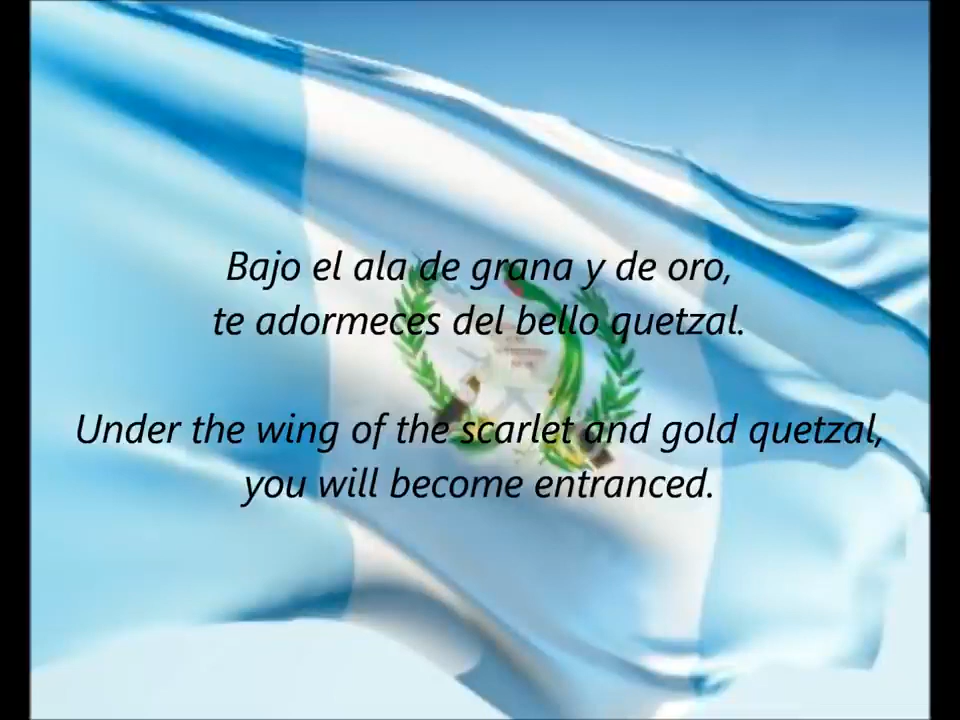 Bajo el ala de grana y de oro,
te adormeces del bello quetzal.
Under the wing of the scarlet and gold quetzal,
you will become entranced.